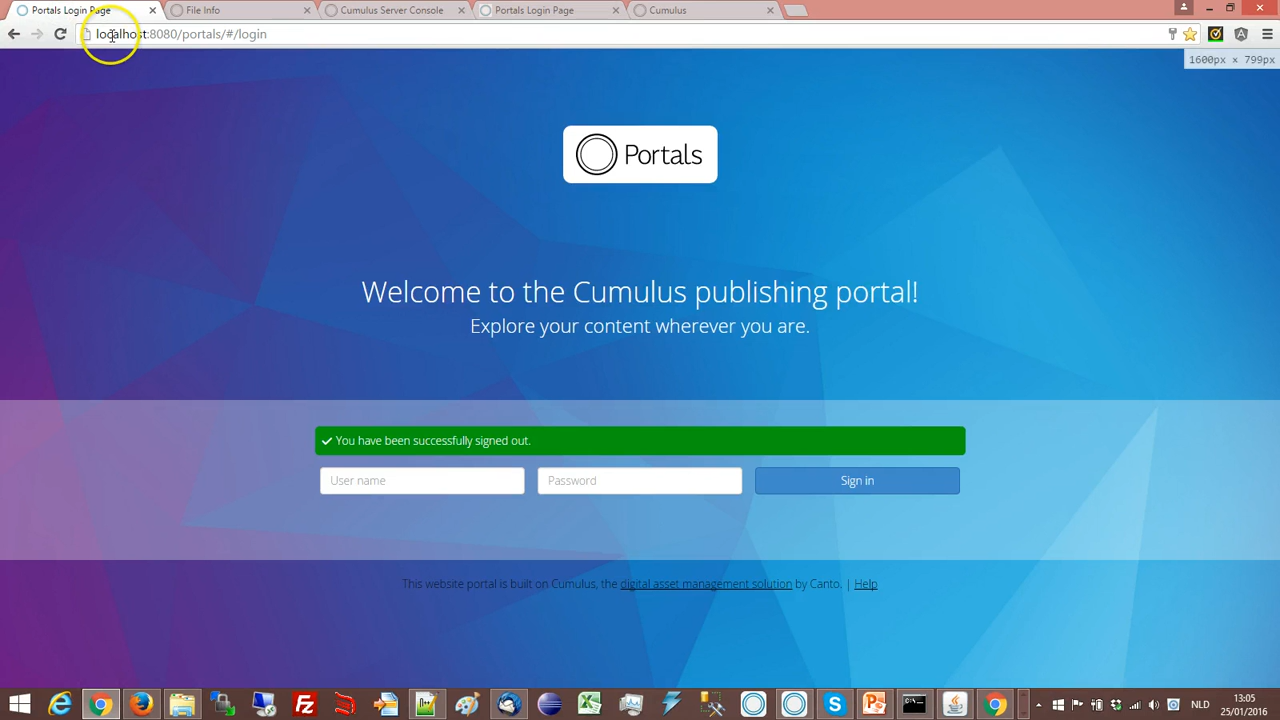 Portals Login Page
File Info
Cumulus Server Console
Portals Login Page
Cumulus
localhost:8080/portals/#/login
1600px × 799px
Portals
Welcome to the Cumulus publishing portal!
Explore your content wherever you are.
You have been successfully signed out.
User name
Password
Sign in
This website portal is built on Cumulus, the digital asset management solution by Canto. | Help
NLD
13:05
25/01/2016